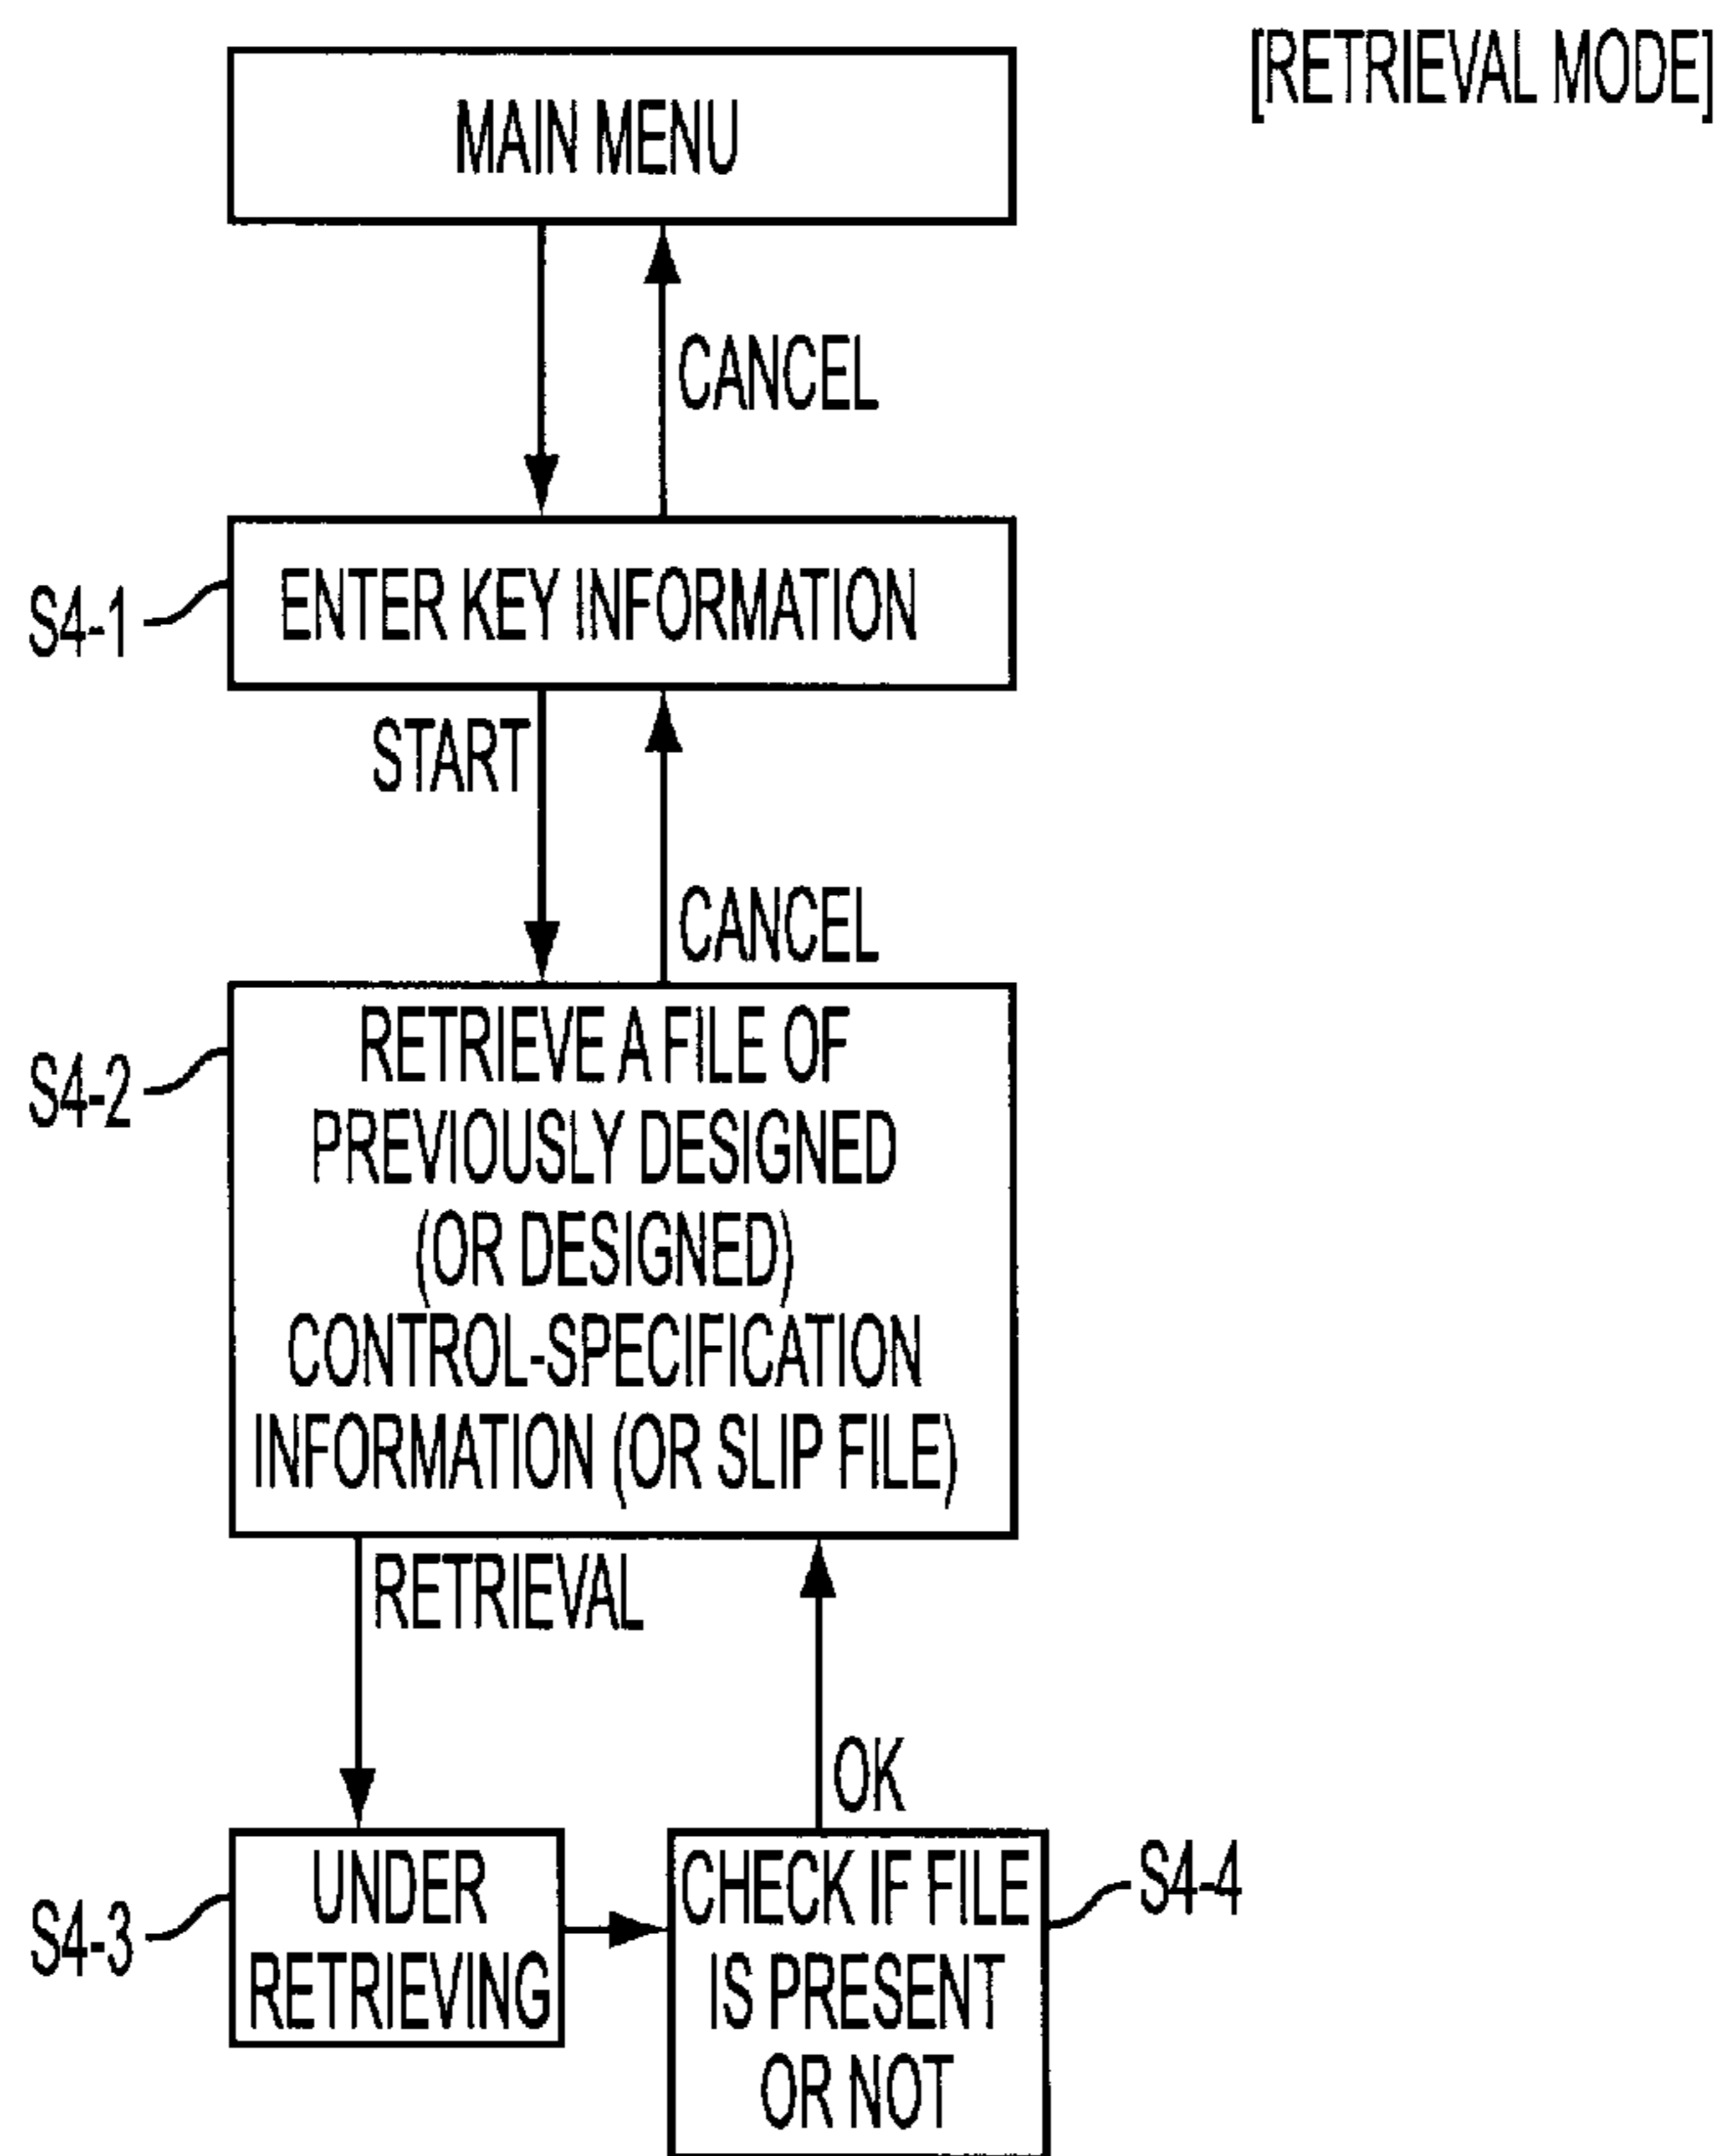 [RETRIEVAL MODE]
MAIN MENU
CANCEL
S4-1
ENTER KEY INFORMATION
START
CANCEL
S4-2
RETRIEVE A FILE OF
PREVIOUSLY DESIGNED
(OR DESIGNED)
CONTROL-SPECIFICATION
INFORMATION (OR SLIP FILE)
RETRIEVAL
OK
S4-3
UNDER
RETRIEVING
CHECK IF FILE
IS PRESENT
OR NOT
S4-4